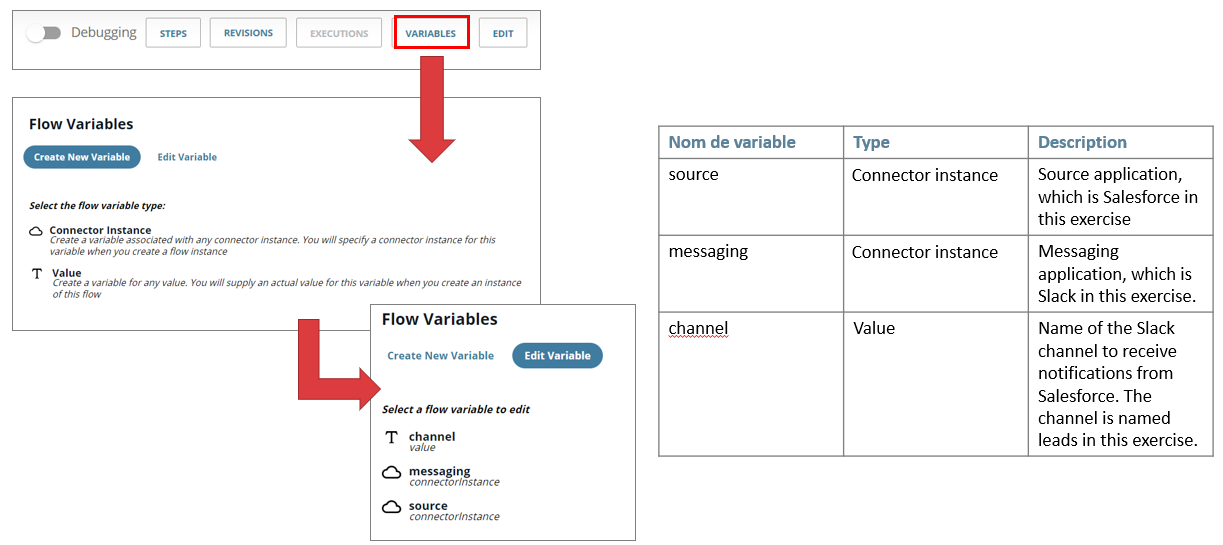 Debugging
STEPS
REVISIONS
EXECUTIONS
VARIABLES
EDIT
Flow Variables
Create New Variable
Edit Variable
Select the flow variable type:
Connector Instance
Create a variable associated with any connector instance. You will specify a connector instance for this
variable when you create a flow instance
Value
Create a variable for any value. You will supply an actual value for this variable when you create an instance
of this flow
Flow Variables
Create New Variable
Edit Variable
Select a flow variable to edit
channel
value
messaging
connectorInstance
source
connectorInstance
Nom de variable
Type
Description
source
Connector instance
Source application,
which is Salesforce in
this exercise
messaging
Connector instance
Messaging
application, which is
Slack in this exercise.
channel
Value
Name of the Slack
channel to receive
notifications from
Salesforce. The
channel is named
leads in this exercise.